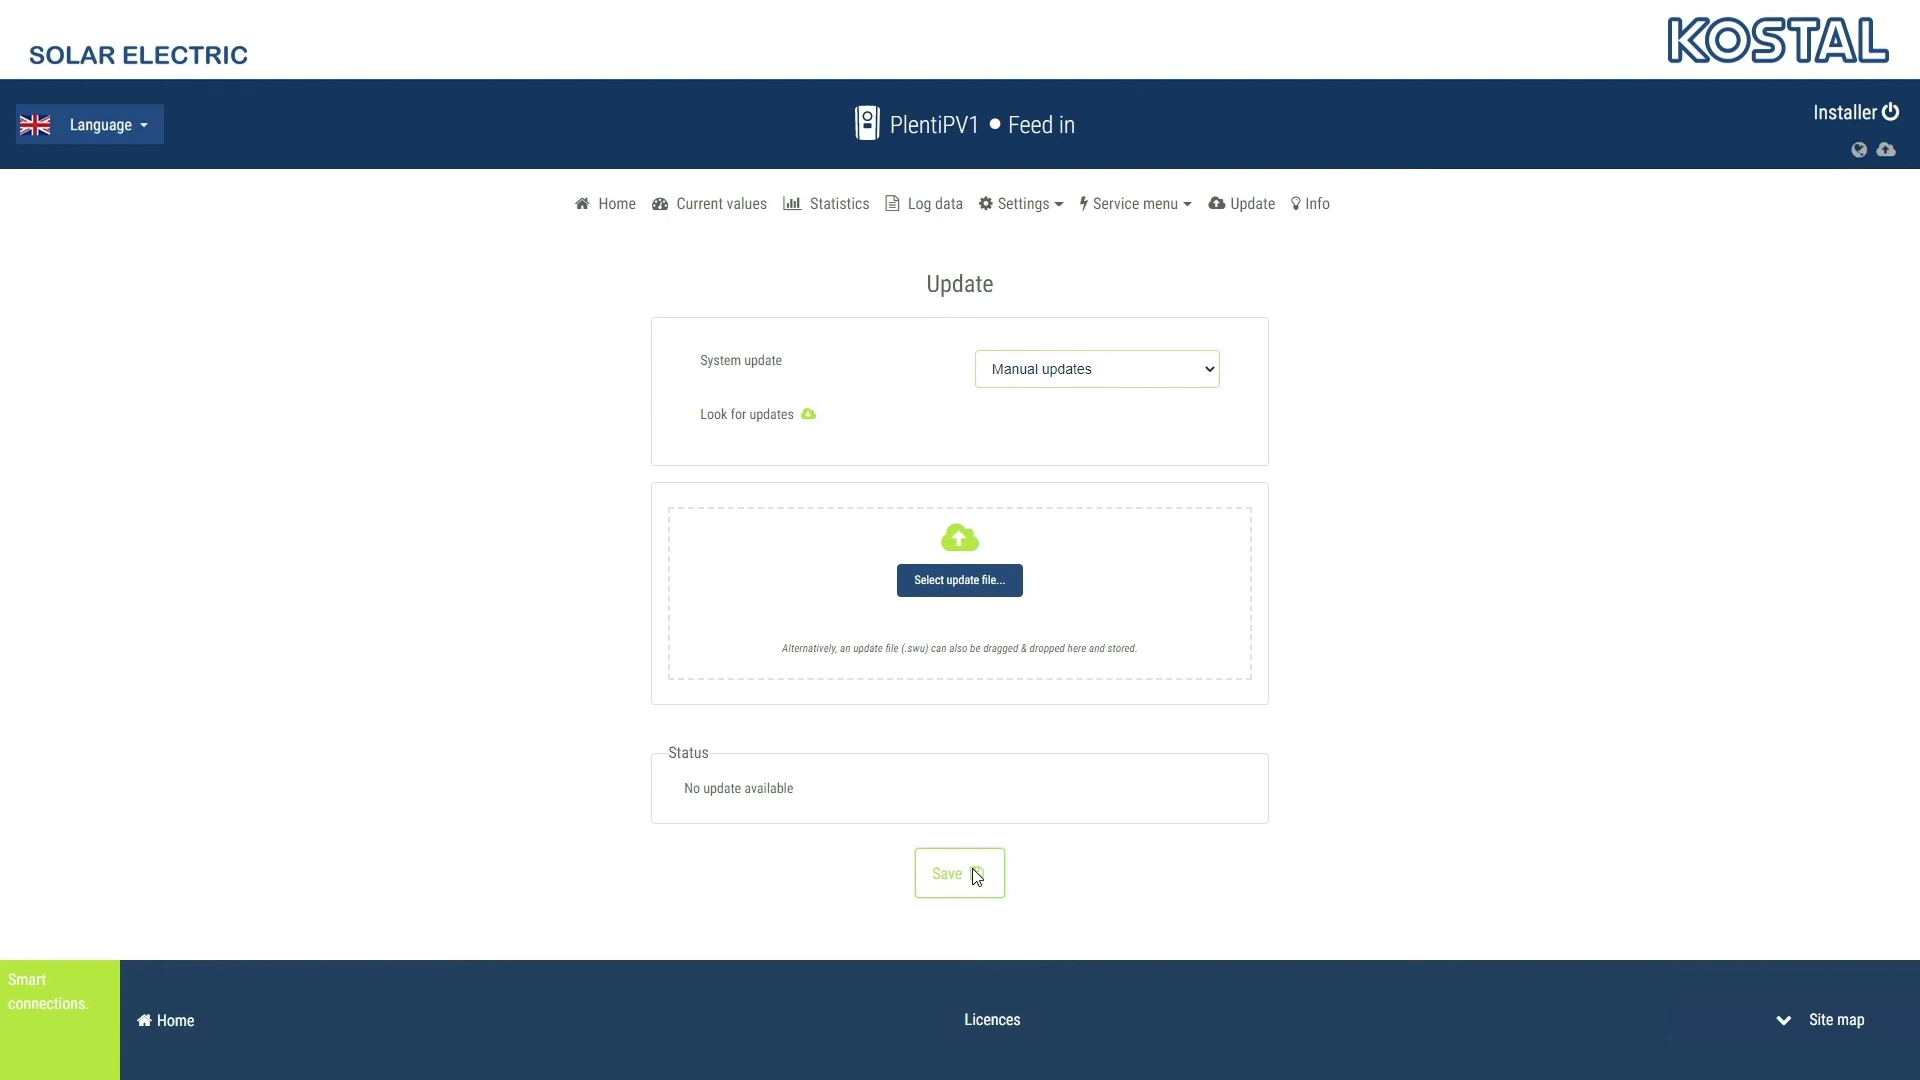 SOLAR ELECTRIC
KOSTAL
Language
PlentiPV1 ● Feed in
Installer
Home
Current values
Statistics
Log data
Settings
Service menu
Update
Info
Update
System update
Manual updates
Look for updates
Select update file...
Alternatively, an update file (.swu) can also be dragged & dropped here and stored.
Status
No update available
Save
Smart
connections.
Home
Licences
Site map